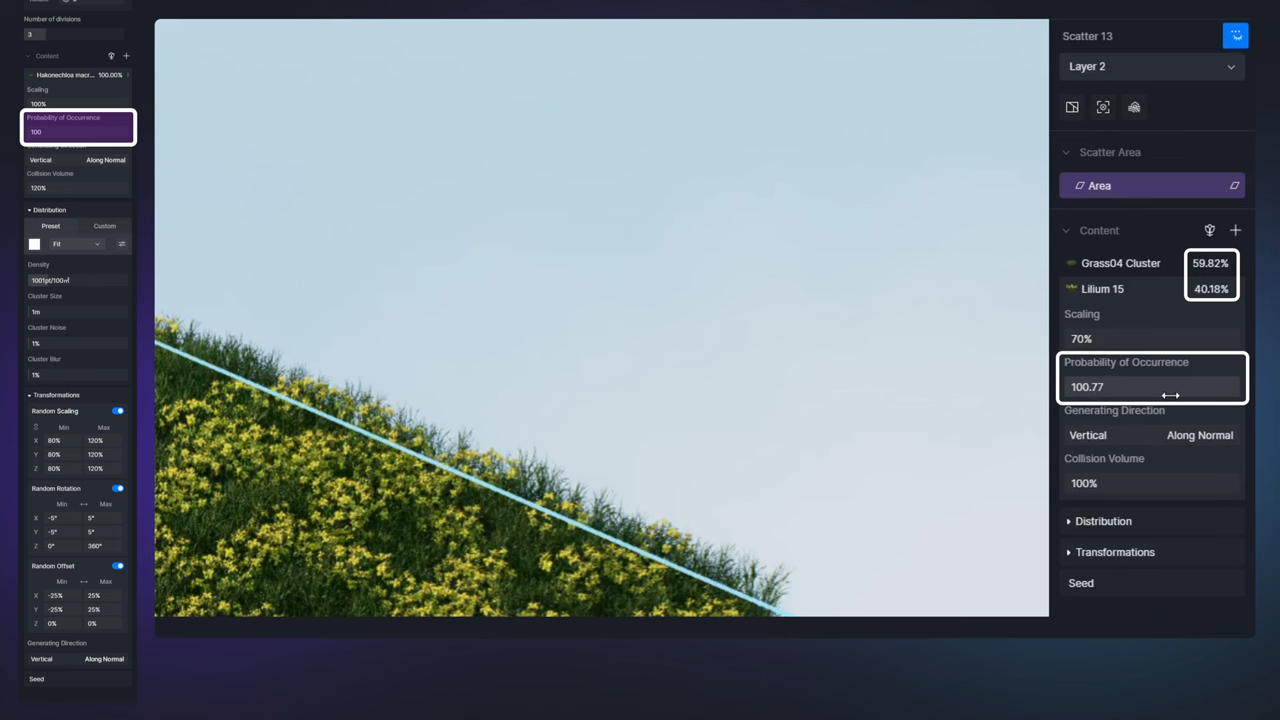 Number of divisions
3
Content
Hakonechloa macr... 100.00%
Scaling
100%
Probability of Occurrence
100
Vertical Along Normal
Collision Volume
120%
Distribution
Preset Custom
Fit
Density
1001pt/100㎡
Cluster Size
1m
Cluster Noise
1%
Cluster Blur
1%
Transformations
Random Scaling
Min Max
X 80% 120%
Y 80% 120%
Z 80% 120%
Random Rotation
Min Max
X -5° 5°
Y -5° 5°
Z 0° 360°
Random Offset
Min Max
X -25% 25%
Y -25% 25%
Z 0% 0%
Generating Direction
Vertical Along Normal
Seed
Scatter 13
Layer 2
Scatter Area
Area
Content
Grass04 Cluster 59.82%
Lilium 15 40.18%
Scaling
70%
Probability of Occurrence
100.77
Generating Direction
Vertical Along Normal
Collision Volume
100%
Distribution
Transformations
Seed